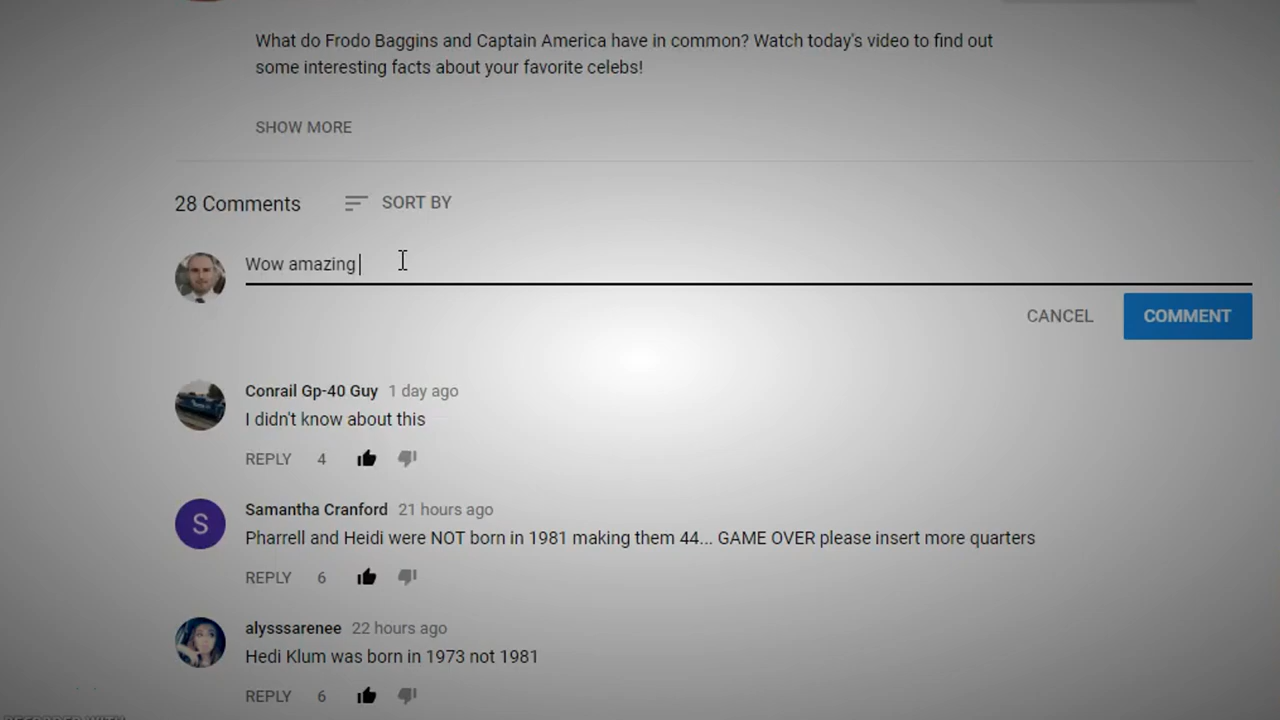 What do Frodo Baggins and Captain America have in common? Watch today's video to find out
some interesting facts about your favorite celebs!
SHOW MORE
28 Comments
SORT BY
Wow amazing
CANCEL
COMMENT
Conrail Gp-40 Guy 1 day ago
I didn't know about this
REPLY 4
S
Samantha Cranford 21 hours ago
Pharrell and Heidi were NOT born in 1981 making them 44... GAME OVER please insert more quarters
REPLY 6
alysssarenee 22 hours ago
Hedi Klum was born in 1973 not 1981
REPLY 6
RECORDED WITH